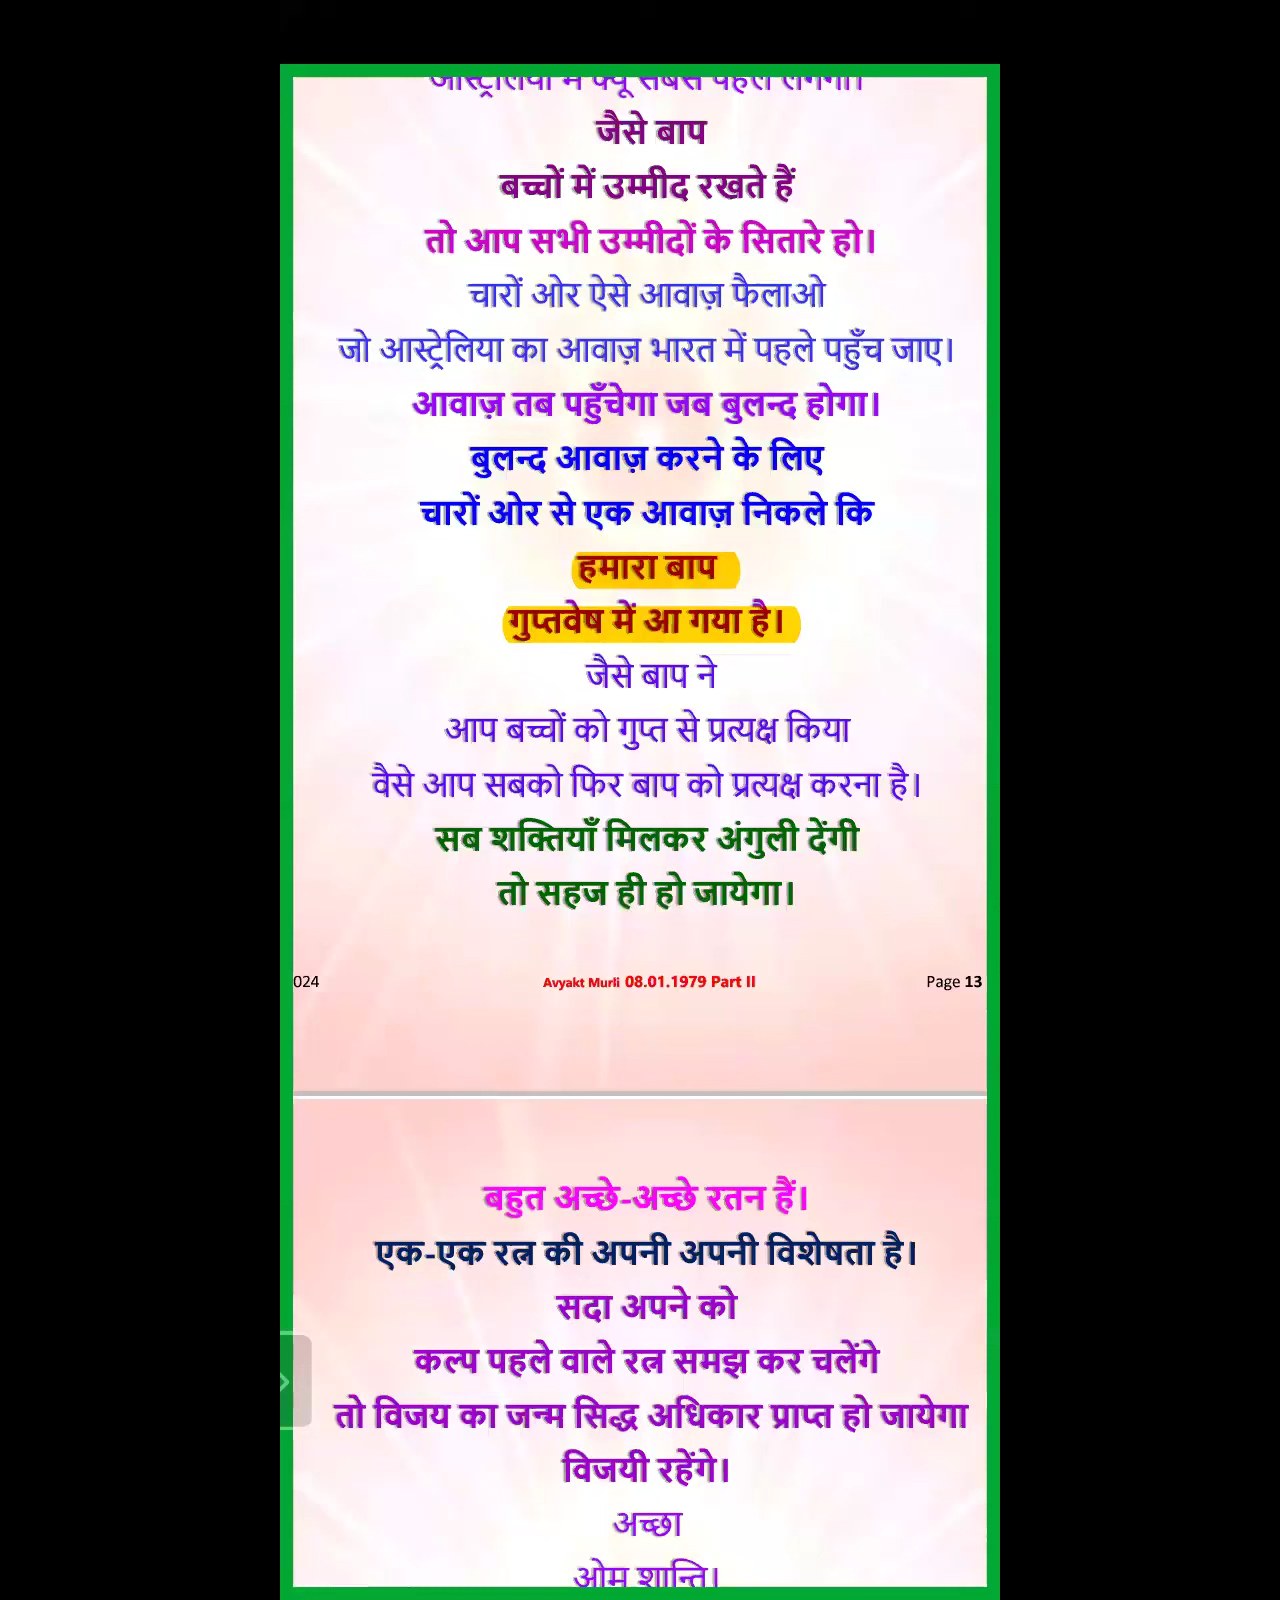 आस्ट्रेलिया में क्यू सबसे पहले लगेगी।
जैसे बाप
बच्चों में उम्मीद रखते हैं
तो आप सभी उम्मीदों के सितारे हो।
चारों ओर ऐसे आवाज़ फैलाओ
जो आस्ट्रेलिया का आवाज़ भारत में पहले पहुँच जाए।
आवाज़ तब पहुँचेगा जब बुलन्द होगा।
बुलन्द आवाज़ करने के लिए
चारों ओर से एक आवाज़ निकले कि
हमारा बाप
गुप्तवेष में आ गया है।
जैसे बाप ने
आप बच्चों को गुप्त से प्रत्यक्ष किया
वैसे आप सबको फिर बाप को प्रत्यक्ष करना है।
सब शक्तियाँ मिलकर अंगुली देंगी
तो सहज ही हो जायेगा।
024 Avyakt Murli 08.01.1979 Part II Page 13
बहुत अच्छे-अच्छे रतन हैं।
एक-एक रत्न की अपनी अपनी विशेषता है।
सदा अपने को
कल्प पहले वाले रत्न समझ कर चलेंगे
तो विजय का जन्म सिद्ध अधिकार प्राप्त हो जायेगा
विजयी रहेंगे।
अच्छा
ओम शान्ति।